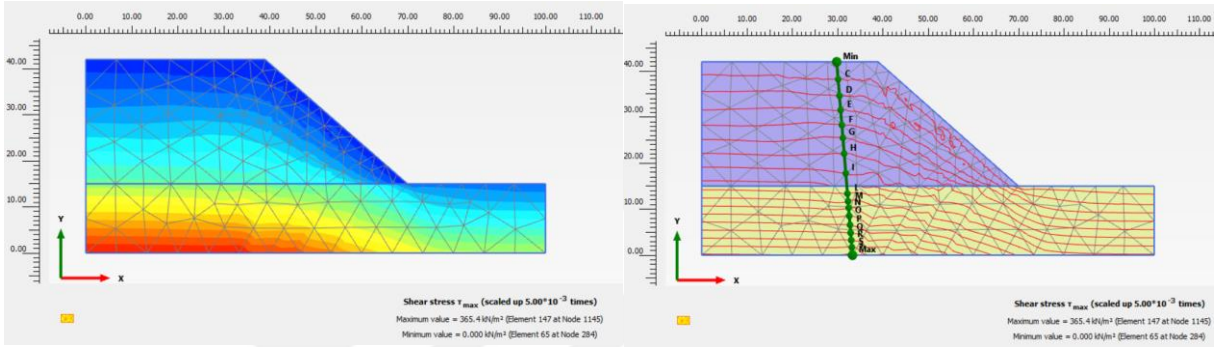 0.00 10.00 20.00 30.00 40.00 50.00 60.00 70.00 80.00 90.00 100.00 110.00
40.00
30.00
20.00
10.00
0.00
Y
X
Shear stress τ max (scaled up 5.00*10 -3 times)
Maximum value = 365.4 kN/m² (Element 147 at Node 1145)
Minimum value = 0.000 kN/m² (Element 65 at Node 284)
0.00 10.00 20.00 30.00 40.00 50.00 60.00 70.00 80.00 90.00 100.00 110.00
40.00
30.00
20.00
10.00
0.00
Min
C
D
E
F
G
H
I
L
M
N
O
P
Q
R
S
Max
Y
X
Shear stress τ max (scaled up 5.00*10 -3 times)
Maximum value = 365.4 kN/m² (Element 147 at Node 1145)
Minimum value = 0.000 kN/m² (Element 65 at Node 284)